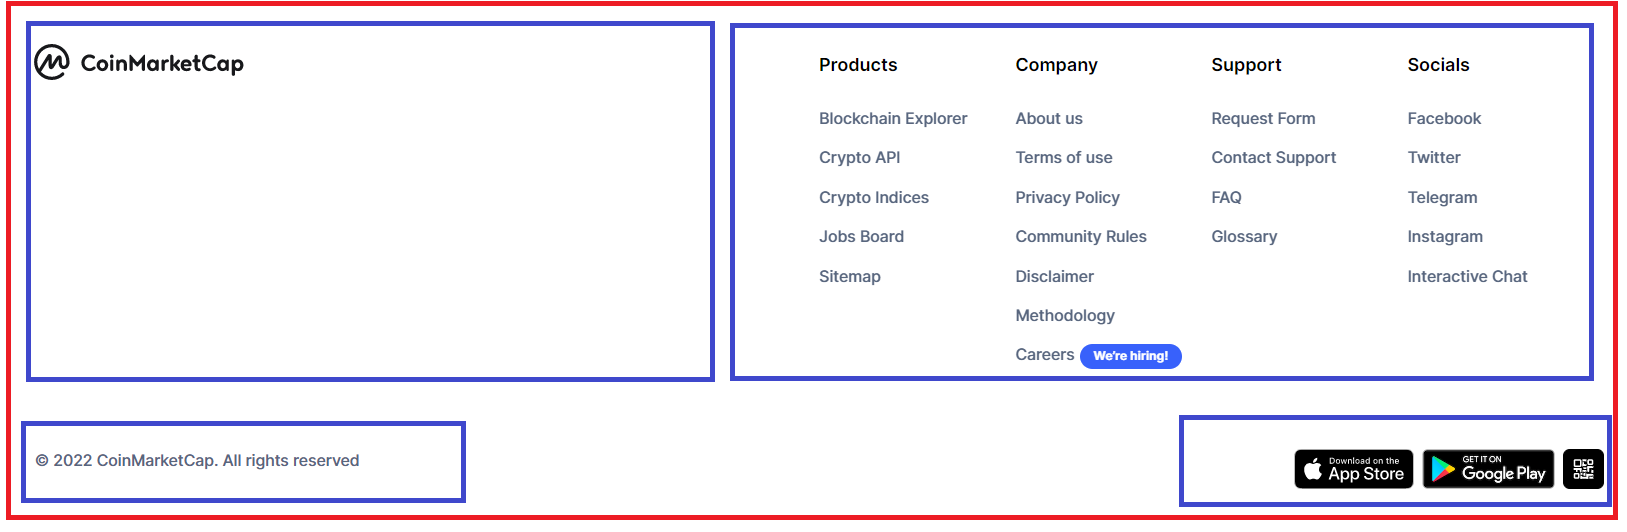 CoinMarketCap
Products
Blockchain Explorer
Crypto API
Crypto Indices
Jobs Board
Sitemap
Company
About us
Terms of use
Privacy Policy
Community Rules
Disclaimer
Methodology
Careers We're hiring!
Support
Request Form
Contact Support
FAQ
Glossary
Socials
Facebook
Twitter
Telegram
Instagram
Interactive Chat
© 2022 CoinMarketCap. All rights reserved
Download on the
App Store
GET IT ON
Google Play